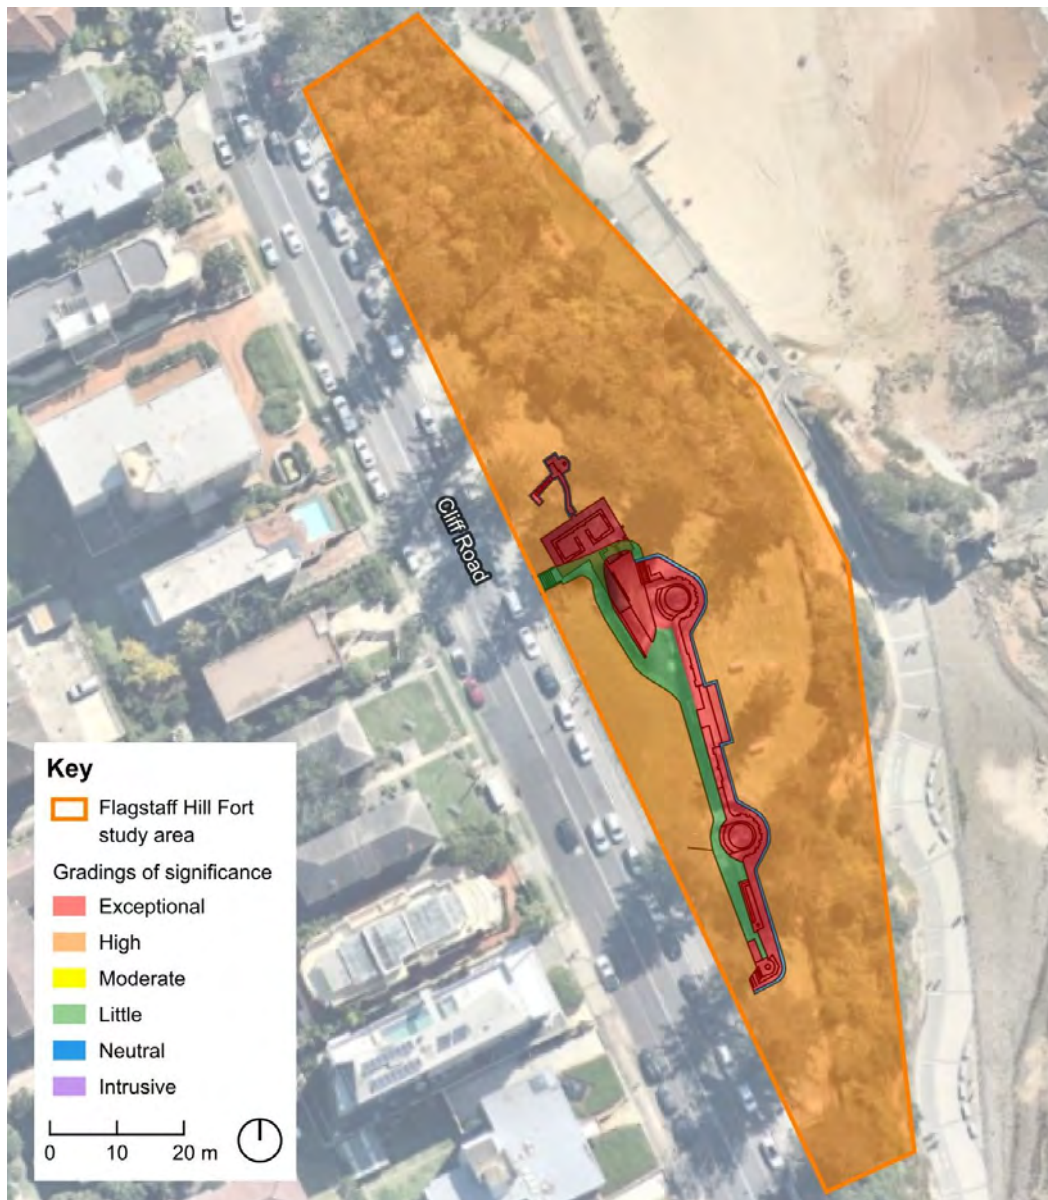 Cliff Road
Key
Flagstaff Hill Fort
study area
Gradings of significance
Exceptional
High
Moderate
Little
Neutral
Intrusive
0 10 20 m